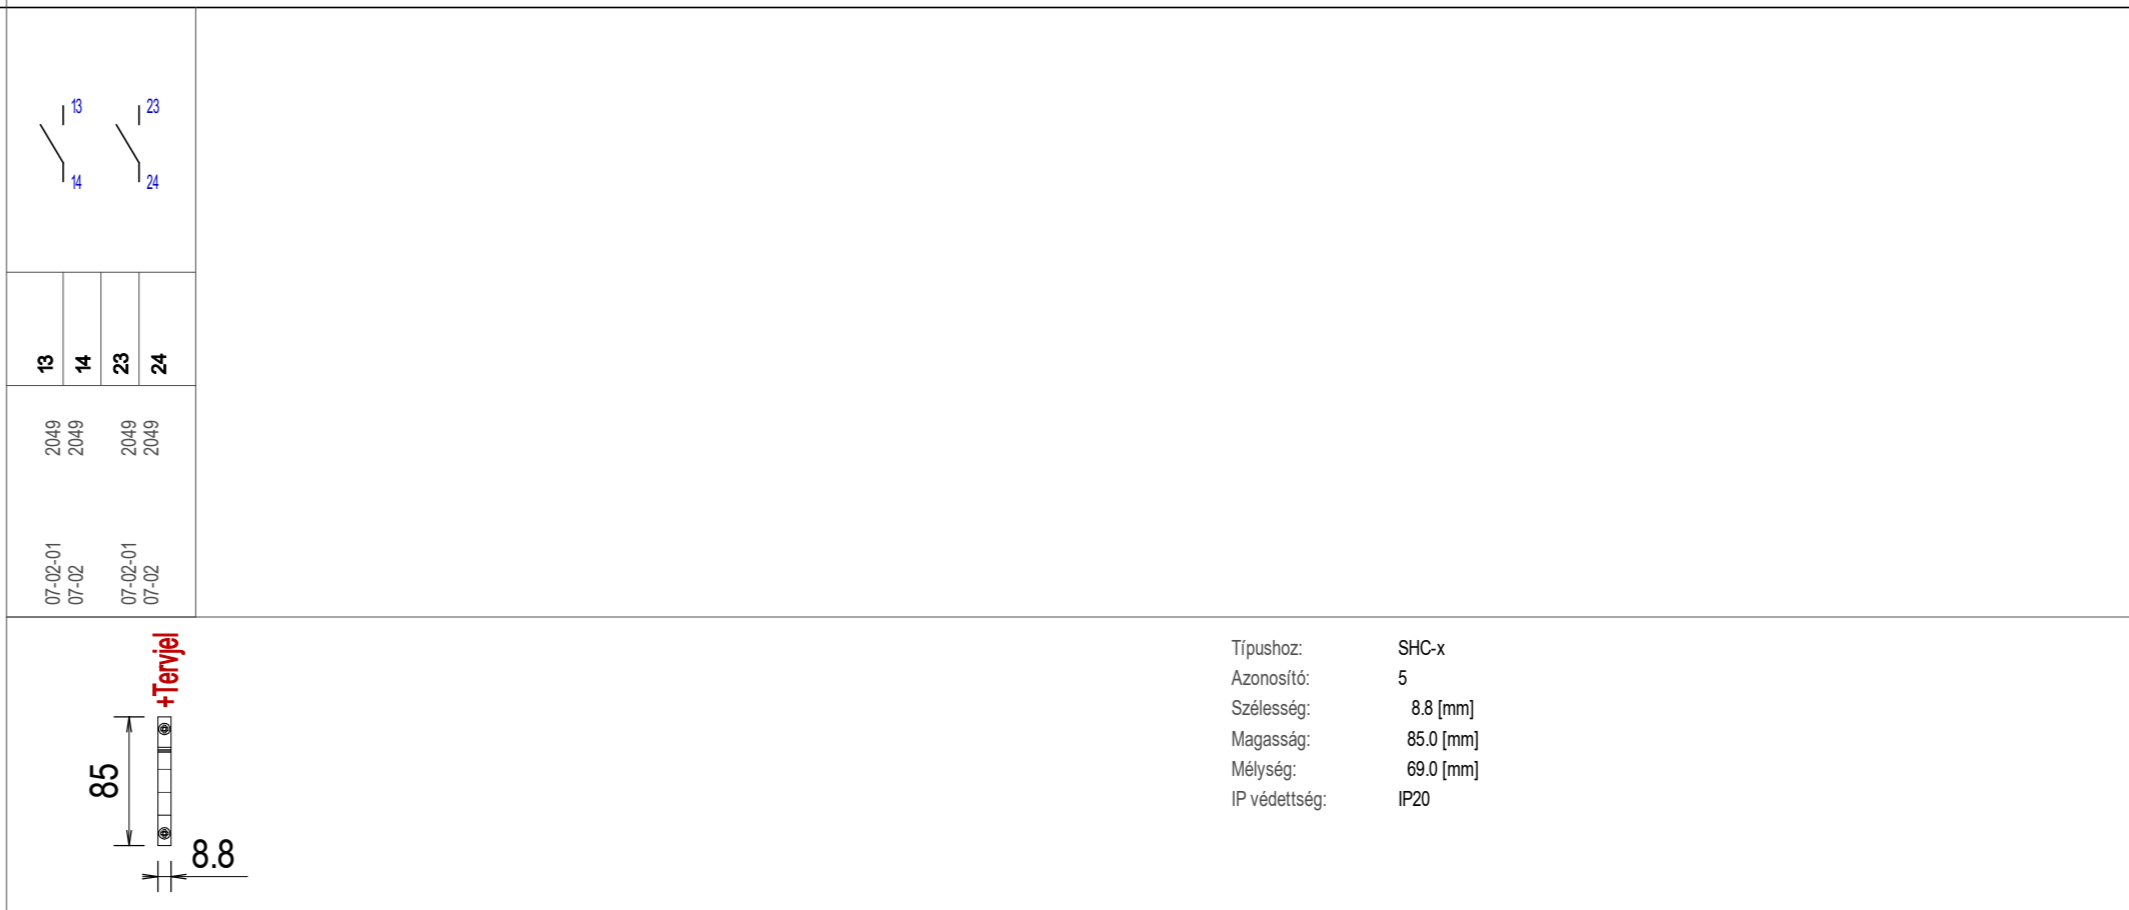 13 23
14 24
13 14 23 24
2049 2049 2049 2049
07-02-01 07-02 07-02-01 07-02
+Tervjel
85
8.8
Típushoz: SHC-x
Azonosító: 5
Szélesség: 8.8 [mm]
Magasság: 85.0 [mm]
Mélység: 69.0 [mm]
IP védettség: IP20